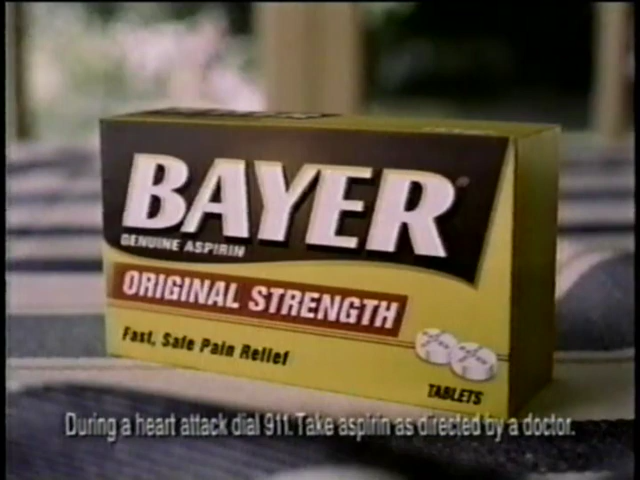 BAYER
GENUINE ASPIRIN
ORIGINAL STRENGTH
Fast, Safe Pain Relief
TABLETS
During a heart attack dial 911. Take aspirin as directed by a doctor.